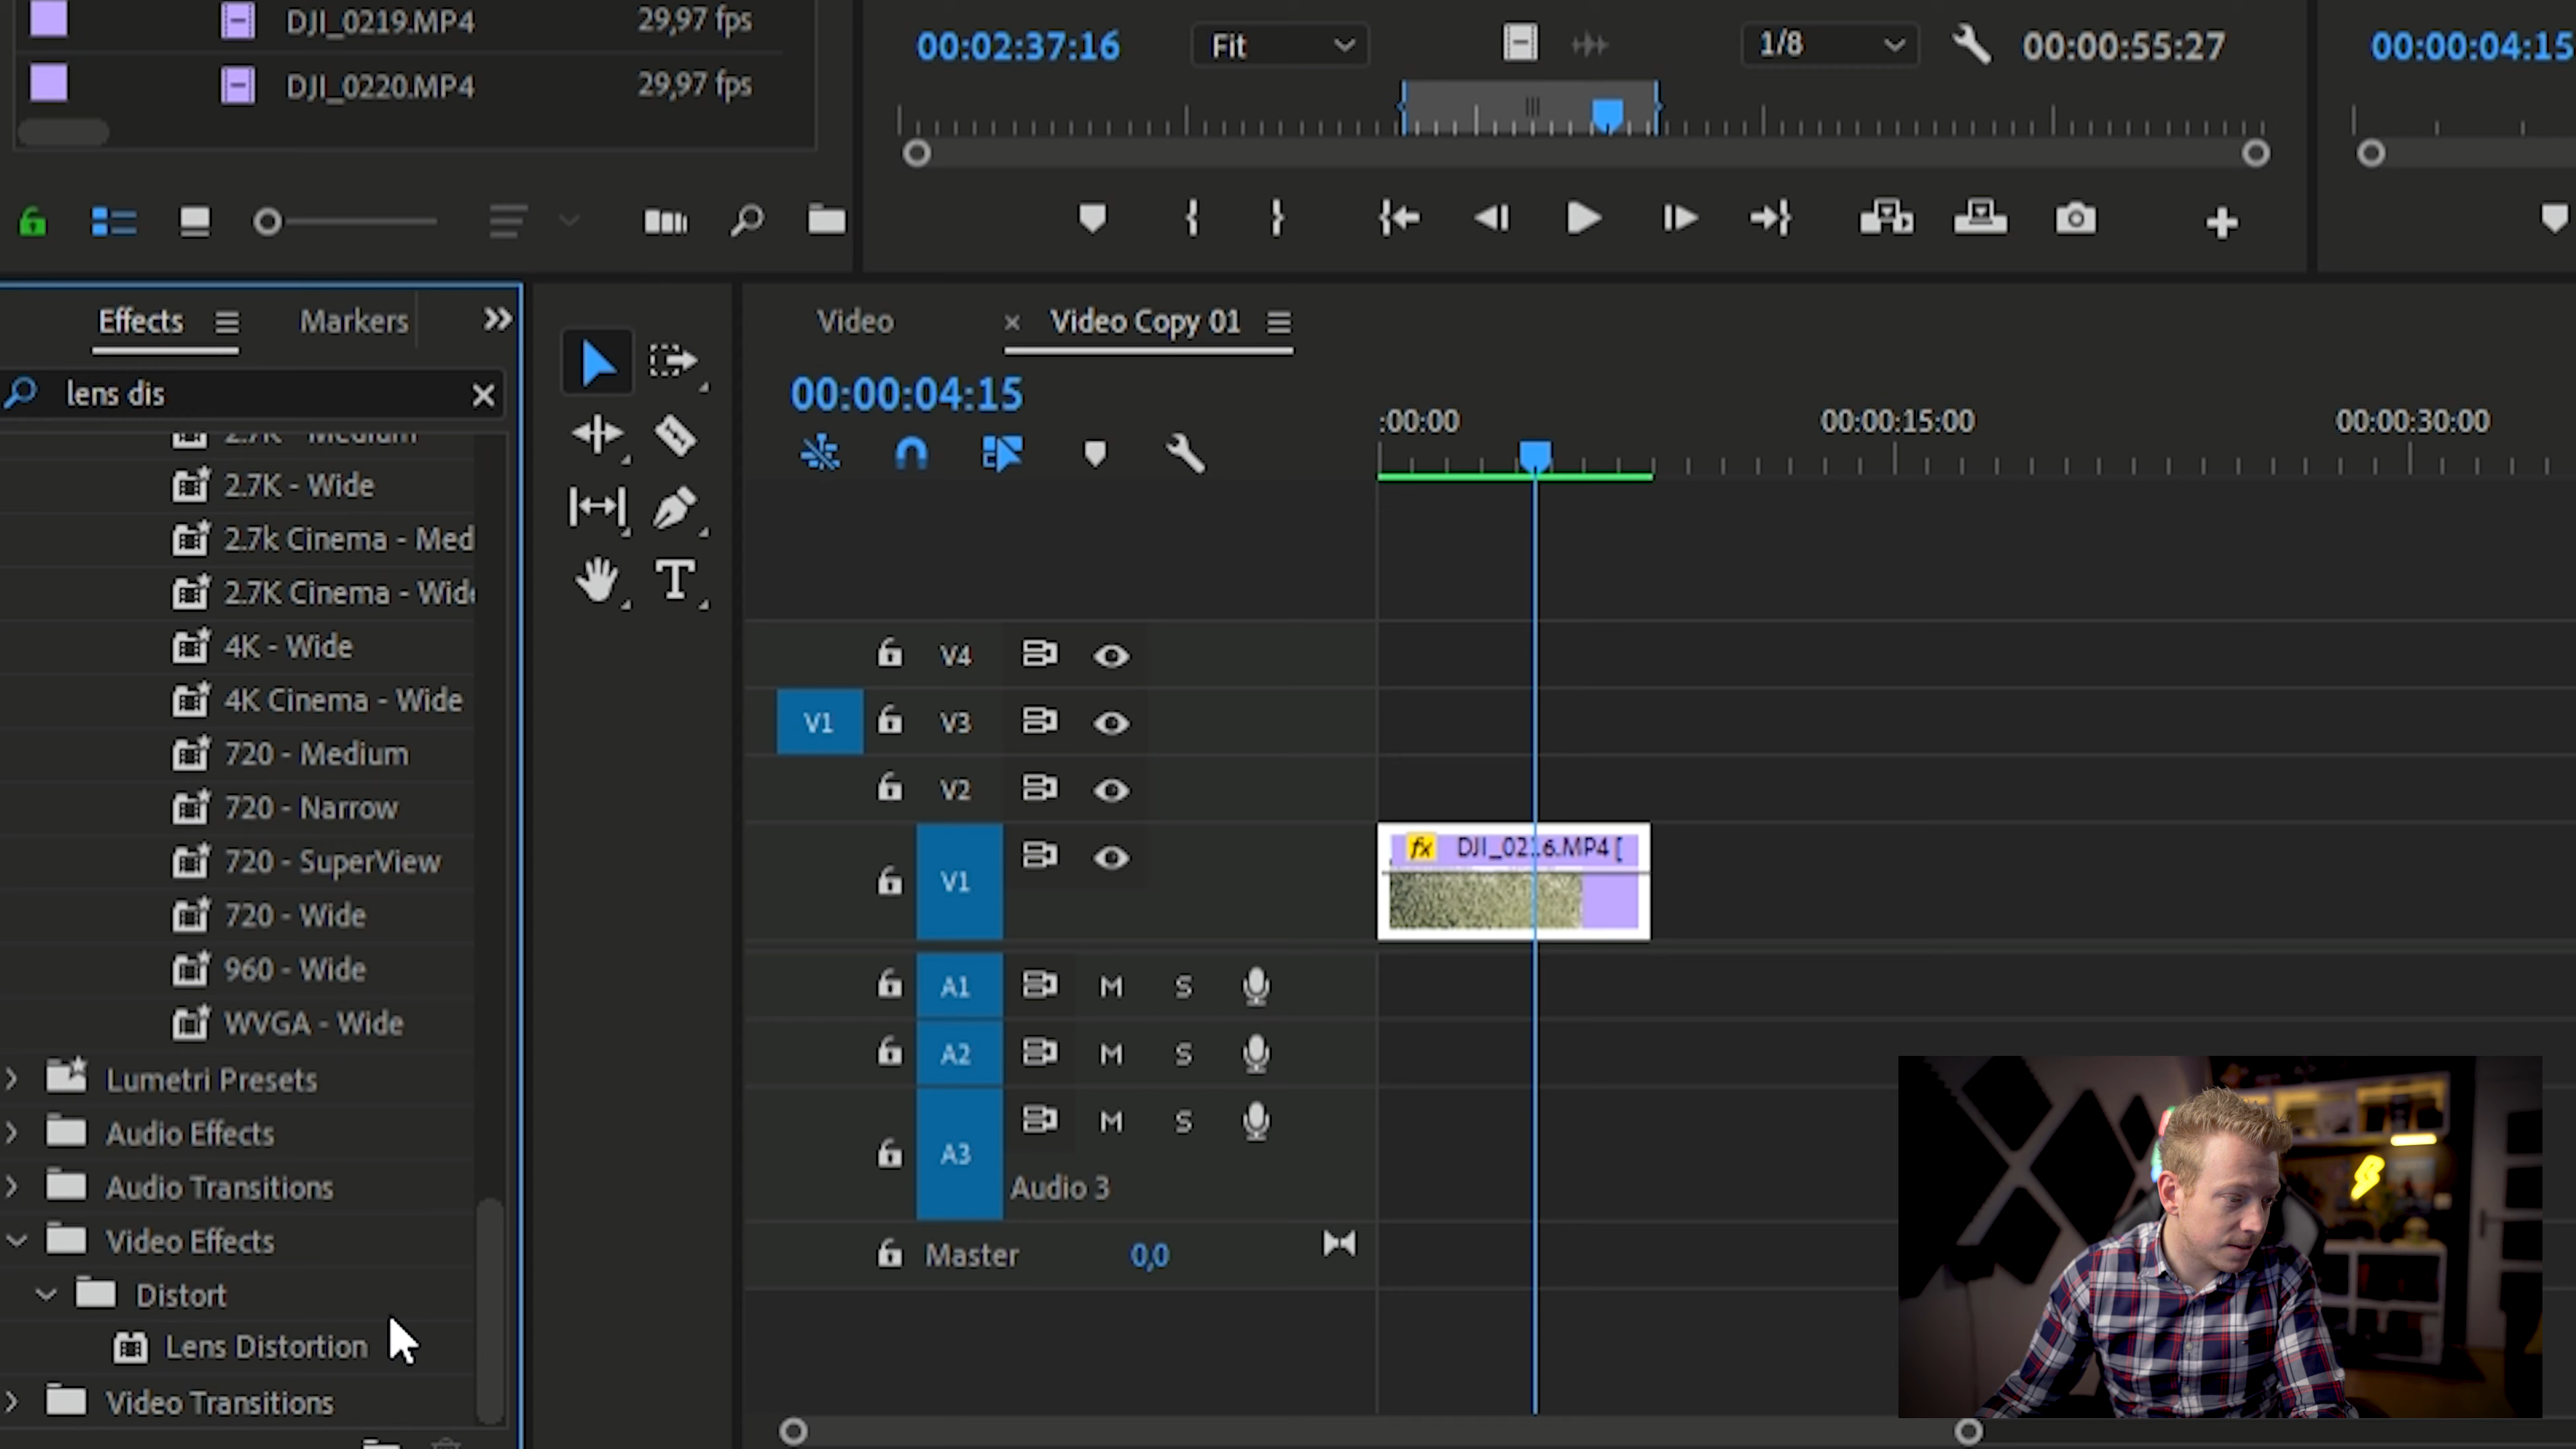 DJI_0219.MP4 29,97 fps
DJI_0220.MP4 29,97 fps
00:02:37:16 Fit 1/8 00:00:55:27 00:00:04:15
Effects Markers
lens dis
2.7K - Medium
2.7K - Wide
2.7k Cinema - Med
2.7K Cinema - Wid
4K - Wide
4K Cinema - Wide
720 - Medium
720 - Narrow
720 - SuperView
720 - Wide
960 - Wide
WVGA - Wide
Lumetri Presets
Audio Effects
Audio Transitions
Video Effects
Distort
Lens Distortion
Video Transitions
T
Video × Video Copy 01
00:00:04:15
:00:00 00:00:15:00 00:00:30:00
V4
V1 V3
V2
V1
fx DJI_0216.MP4 [
A1 M S
A2 M S
A3 M S
Audio 3
Master 0,0